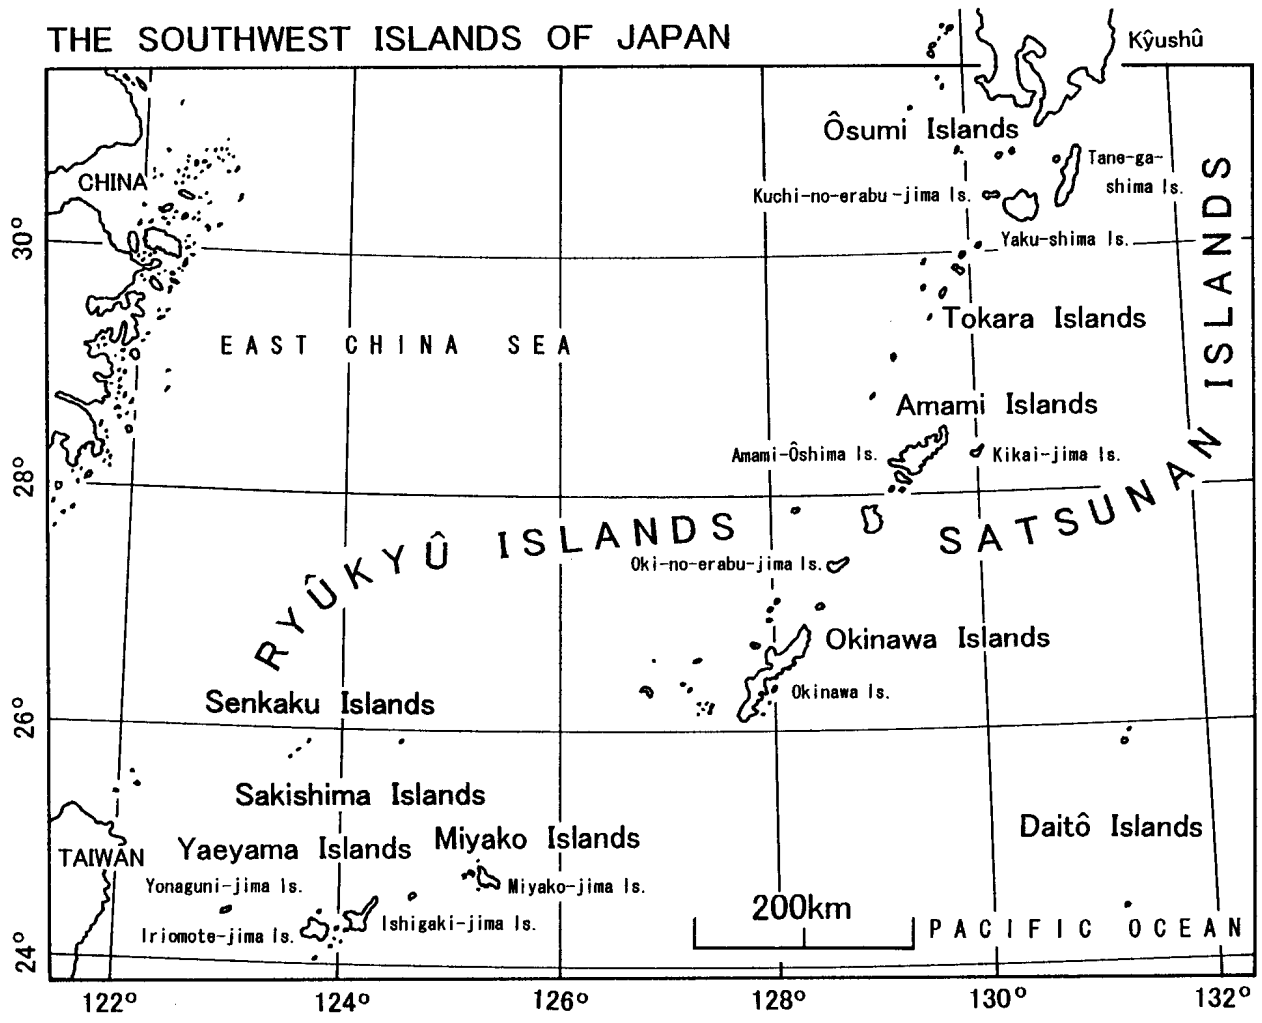 THE SOUTHWEST ISLANDS OF JAPAN
Kŷushû
Ôsumi Islands
CHINA
Tane-ga-
shima Is.
Kuchi-no-erabu-jima Is.
Yaku-shima Is.
30°
Tokara Islands
EAST CHINA SEA
Amami Islands
Amami-Ôshima Is.
Kikai-jima Is.
28°
SATSUNAN ISLANDS
RYÛKYÛ ISLANDS
Oki-no-erabu-jima Is.
Okinawa Islands
Okinawa Is.
Senkaku Islands
26°
Sakishima Islands
Daitô Islands
Miyako Islands
Yaeyama Islands
TAIWAN
Yonaguni-jima Is.
Miyako-jima Is.
200km
Ishigaki-jima Is.
Iriomote-jima Is.
PACIFIC OCEAN
24°
122° 124° 126° 128° 130° 132°